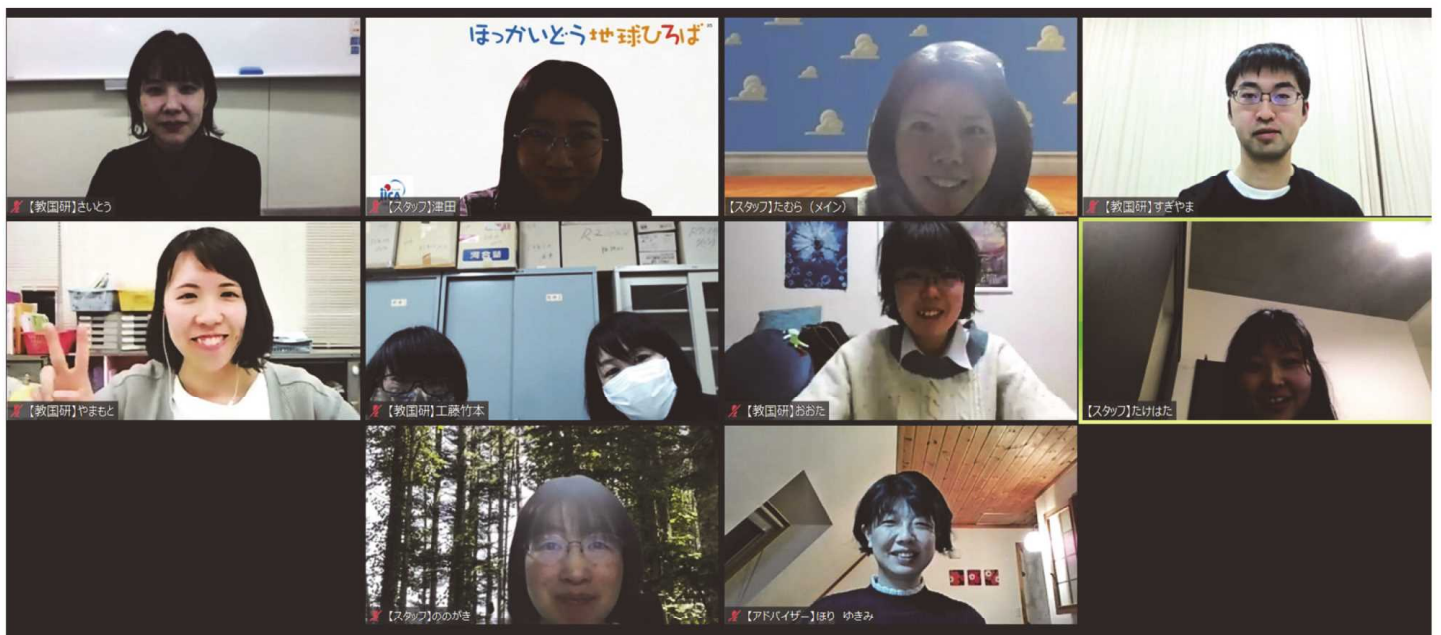 ほっかいどう地球ひろば
JICA
【教国研】さいとう
【スタッフ】津田
【スタッフ】たむら（メイン）
【教国研】すぎやま
【教国研】やまもと
【教国研】工藤竹本
【教国研】おおた
【スタッフ】たけはた
【スタッフ】ののがき
【アドバイザー】ほり　ゆきみ